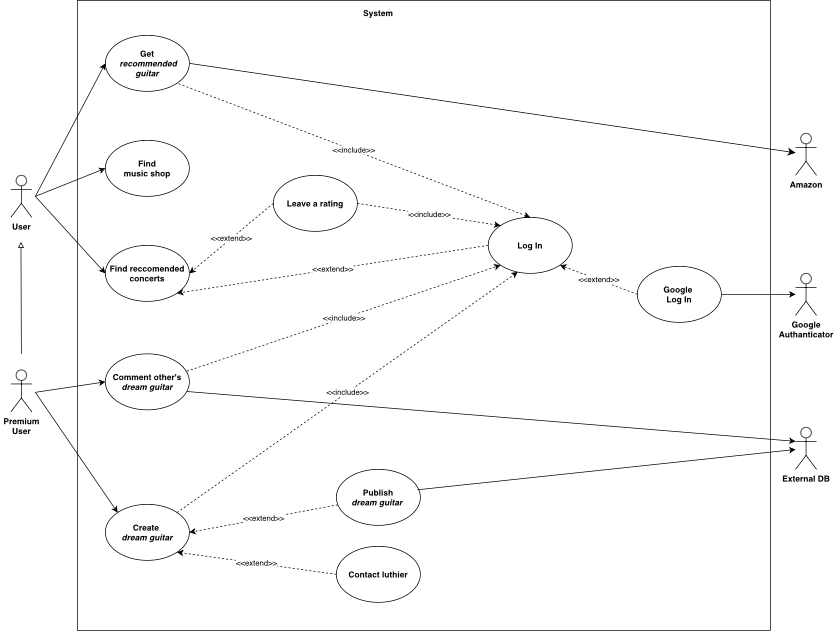 System
Get
recommended
guitar
<<include>>
Amazon
Find
music shop
User
Leave a rating
<<include>>
<<extend>>
Log In
Find reccomended
concerts
<<extend>>
<<extend>>
Google
Log In
Google
Authanticator
<<include>>
Comment other's
dream guitar
Premium
User
<<include>>
External DB
Publish
dream guitar
<<extend>>
Create
dream guitar
<<extend>>
Contact luthier